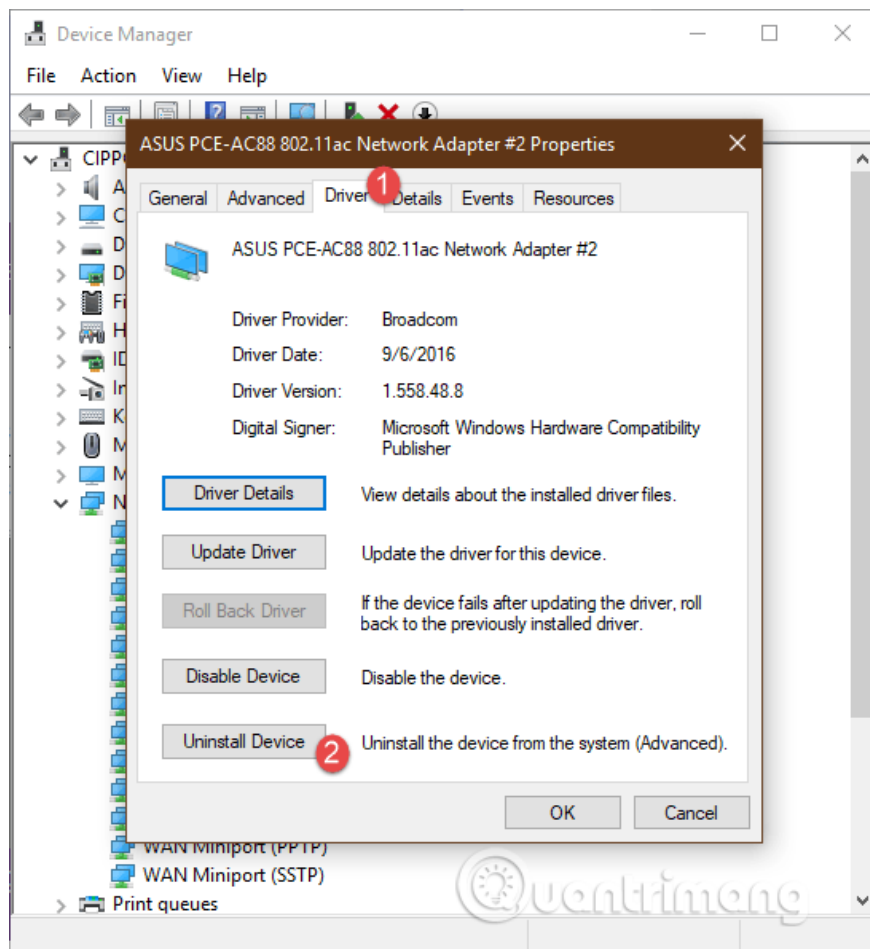 Device Manager
File Action View Help
ASUS PCE-AC88 802.11ac Network Adapter #2 Properties
CIPP
1
General Advanced Driver Details Events Resources
A
C
ASUS PCE-AC88 802.11ac Network Adapter #2
D
D
Fi
Driver Provider: Broadcom
H
Driver Date: 9/6/2016
ID
In
Driver Version: 1.558.48.8
K
Digital Signer: Microsoft Windows Hardware Compatibility
Publisher
M
M
Driver Details View details about the installed driver files.
N
Update Driver Update the driver for this device.
Roll Back Driver If the device fails after updating the driver, roll
back to the previously installed driver.
Disable Device Disable the device.
Uninstall Device 2 Uninstall the device from the system (Advanced).
OK Cancel
WAN Miniport (PPTP)
WAN Miniport (SSTP)
Print queues
Quantrimang